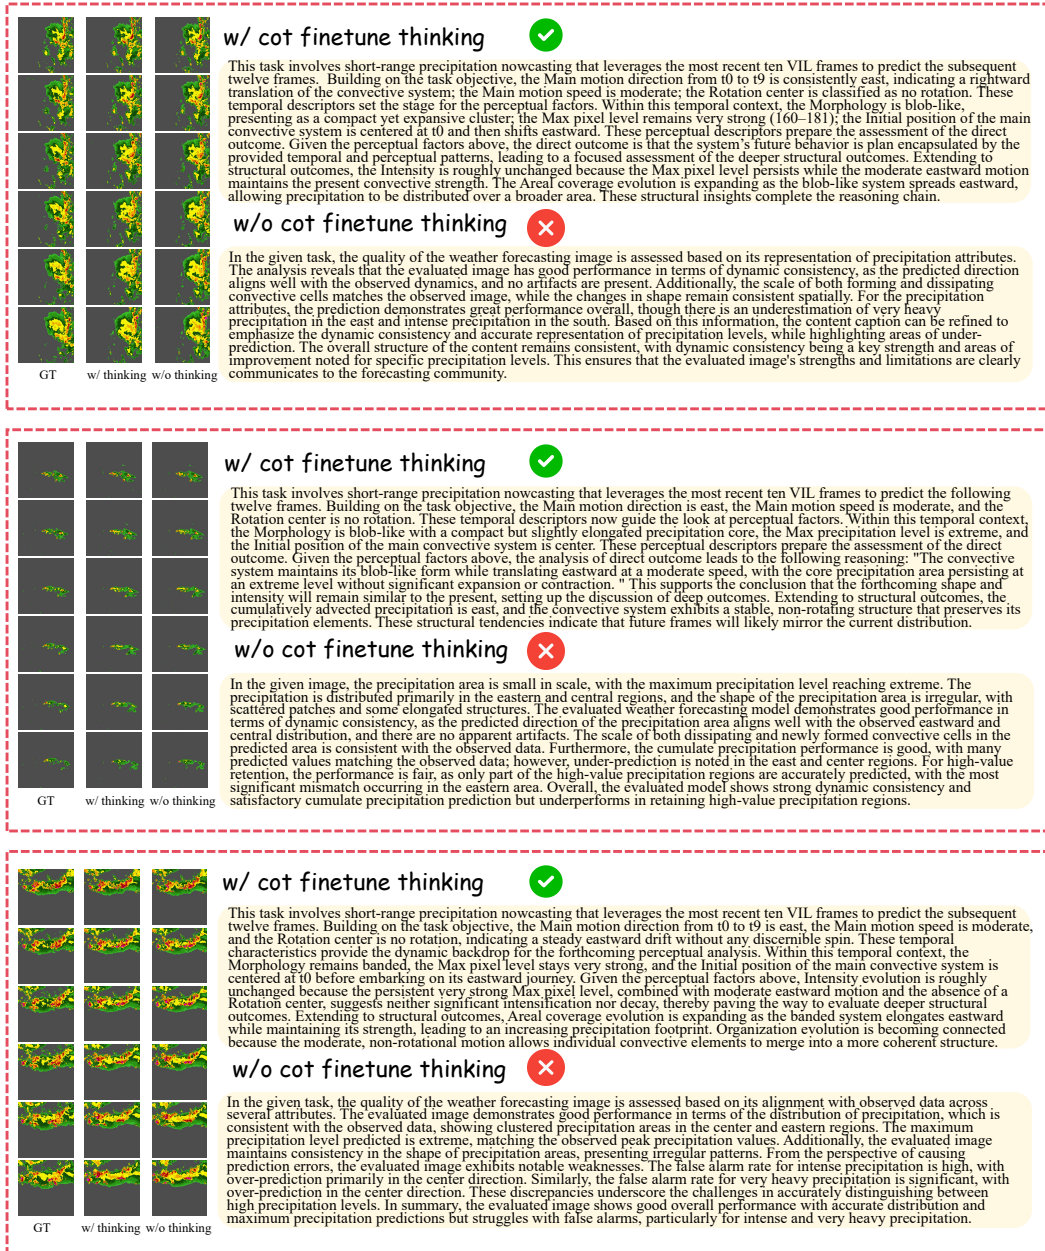 w/ cot finetune thinking
This task involves short-range precipitation nowcasting that leverages the most recent ten VIL frames to predict the subsequent
twelve frames. Building on the task objective, the Main motion direction from t0 to t9 is consistently east, indicating a rightward
translation of the convective system; the Main motion speed is moderate; the Rotation center is classified as no rotation. These
temporal descriptors set the stage for the perceptual factors. Within this temporal context, the Morphology is blob-like,
presenting as a compact yet expansive cluster; the Max pixel level remains very strong (160–181); the Initial position of the main
convective system is centered at t0 and then shifts eastward. These perceptual descriptors prepare the assessment of the direct
outcome. Given the perceptual factors above, the direct outcome is that the system's future behavior is plan encapsulated by the
provided temporal and perceptual patterns, leading to a focused assessment of the deeper structural outcomes. Extending to
structural outcomes, the Intensity is roughly unchanged because the Max pixel level persists while the moderate eastward motion
maintains the present convective strength. The Areal coverage evolution is expanding as the blob-like system spreads eastward,
allowing precipitation to be distributed over a broader area. These structural insights complete the reasoning chain.
w/o cot finetune thinking
In the given task, the quality of the weather forecasting image is assessed based on its representation of precipitation attributes.
The analysis reveals that the evaluated image has good performance in terms of dynamic consistency, as the predicted direction
aligns well with the observed dynamics, and no artifacts are present. Additionally, the scale of both forming and dissipating
convective cells matches the observed image, while the changes in shape remain consistent spatially. For the precipitation
attributes, the prediction demonstrates great performance overall, though there is an underestimation of very heavy
precipitation in the east and intense precipitation in the south. Based on this information, the content caption can be refined to
emphasize the dynamic consistency and accurate representation of precipitation levels, while highlighting areas of under-
prediction. The overall structure of the content remains consistent, with dynamic consistency being a key strength and areas of
improvement noted for specific precipitation levels. This ensures that the evaluated image's strengths and limitations are clearly
communicates to the forecasting community.
GT w/ thinking w/o thinking
w/ cot finetune thinking
This task involves short-range precipitation nowcasting that leverages the most recent ten VIL frames to predict the following
twelve frames. Building on the task objective, the Main motion direction is east, the Main motion speed is moderate, and the
Rotation center is no rotation. These temporal descriptors now guide the look at perceptual factors. Within this temporal context,
the Morphology is blob-like with a compact but slightly elongated precipitation core, the Max precipitation level is extreme, and
the Initial position of the main convective system is center. These perceptual descriptors prepare the assessment of the direct
outcome. Given the perceptual factors above, the analysis of direct outcome leads to the following reasoning: "The convective
system maintains its blob-like form while translating eastward at a moderate speed, with the core precipitation area persisting at
an extreme level without significant expansion or contraction. " This supports the conclusion that the forthcoming shape and
intensity will remain similar to the present, setting up the discussion of deep outcomes. Extending to structural outcomes, the
cumulatively advected precipitation is east, and the convective system exhibits a stable, non-rotating structure that preserves its
precipitation elements. These structural tendencies indicate that future frames will likely mirror the current distribution.
w/o cot finetune thinking
In the given image, the precipitation area is small in scale, with the maximum precipitation level reaching extreme. The
precipitation is distributed primarily in the eastern and central regions, and the shape of the precipitation area is irregular, with
scattered patches and some elongated structures. The evaluated weather forecasting model demonstrates good performance in
terms of dynamic consistency, as the predicted direction of the precipitation area aligns well with the observed eastward and
central distribution, and there are no apparent artifacts. The scale of both dissipating and newly formed convective cells in the
predicted area is consistent with the observed data. Furthermore, the cumulate precipitation performance is good, with many
predicted values matching the observed data; however, under-prediction is noted in the east and center regions. For high-value
retention, the performance is fair, as only part of the high-value precipitation regions are accurately predicted, with the most
significant mismatch occurring in the eastern area. Overall, the evaluated model shows strong dynamic consistency and
satisfactory cumulate precipitation prediction but underperforms in retaining high-value precipitation regions.
GT w/ thinking w/o thinking
w/ cot finetune thinking
This task involves short-range precipitation nowcasting that leverages the most recent ten VIL frames to predict the subsequent
twelve frames. Building on the task objective, the Main motion direction from t0 to t9 is east, the Main motion speed is moderate,
and the Rotation center is no rotation, indicating a steady eastward drift without any discernible spin. These temporal
characteristics provide the dynamic backdrop for the forthcoming perceptual analysis. Within this temporal context, the
Morphology remains banded, the Max pixel level stays very strong, and the Initial position of the main convective system is
centered at t0 before embarking on its eastward journey. Given the perceptual factors above, Intensity evolution is roughly
unchanged because the persistent very strong Max pixel level, combined with moderate eastward motion and the absence of a
Rotation center, suggests neither significant intensification nor decay, thereby paving the way to evaluate deeper structural
outcomes. Extending to structural outcomes, Areal coverage evolution is expanding as the banded system elongates eastward
while maintaining its strength, leading to an increasing precipitation footprint. Organization evolution is becoming connected
because the moderate, non-rotational motion allows individual convective elements to merge into a more coherent structure.
w/o cot finetune thinking
In the given task, the quality of the weather forecasting image is assessed based on its alignment with observed data across
several attributes. The evaluated image demonstrates good performance in terms of the distribution of precipitation, which is
consistent with the observed data, showing clustered precipitation areas in the center and eastern regions. The maximum
precipitation level predicted is extreme, matching the observed peak precipitation values. Additionally, the evaluated image
maintains consistency in the shape of precipitation areas, presenting irregular patterns. From the perspective of causing
prediction errors, the evaluated image exhibits notable weaknesses. The false alarm rate for intense precipitation is high, with
over-prediction primarily in the center direction. Similarly, the false alarm rate for very heavy precipitation is significant, with
over-prediction in the center direction. These discrepancies underscore the challenges in accurately distinguishing between
high precipitation levels. In summary, the evaluated image shows good overall performance with accurate distribution and
maximum precipitation predictions but struggles with false alarms, particularly for intense and very heavy precipitation.
GT w/ thinking w/o thinking